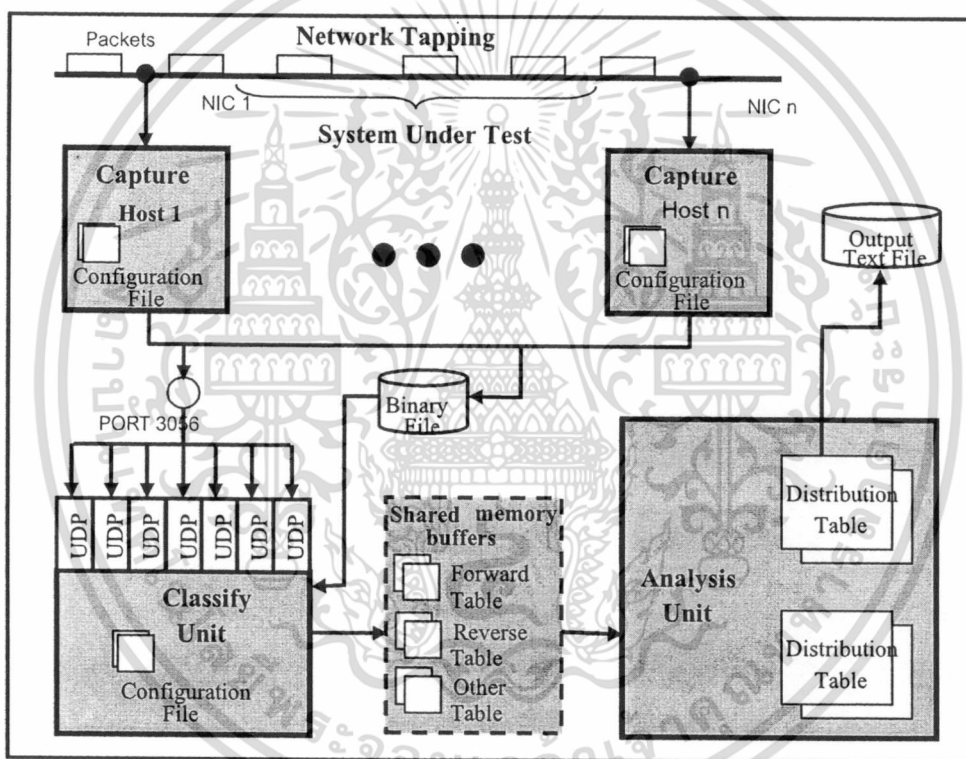 Network Tapping
Packets
NIC 1
NIC n
System Under Test
Capture
Host 1
Configuration
File
Capture
Host n
Configuration
File
Output
Text File
Binary
File
PORT 3056
UDP
UDP
UDP
UDP
UDP
UDP
UDP
Classify
Unit
Configuration
File
Shared memory
buffers
Forward
Table
Reverse
Table
Other
Table
Analysis
Unit
Distribution
Table
Distribution
Table